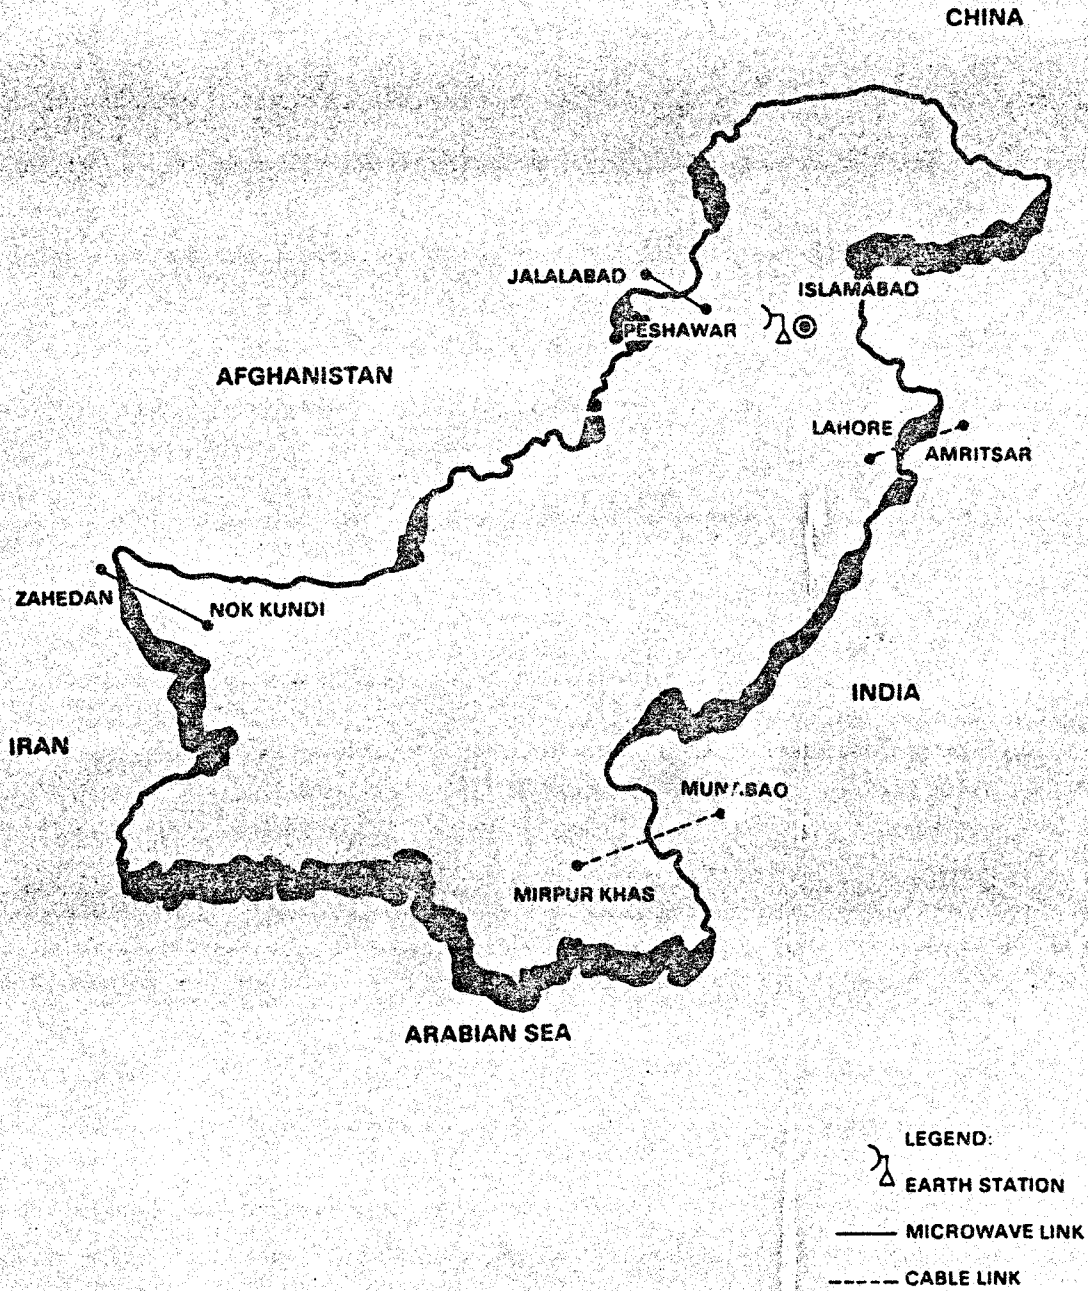 CHINA
JALALABAD
ISLAMABAD
PESHAWAR
AFGHANISTAN
LAHORE
AMRITSAR
ZAHEDAN
NOK KUNDI
INDIA
IRAN
MUNABAO
MIRPUR KHAS
ARABIAN SEA
LEGEND:
EARTH STATION
MICROWAVE LINK
CABLE LINK